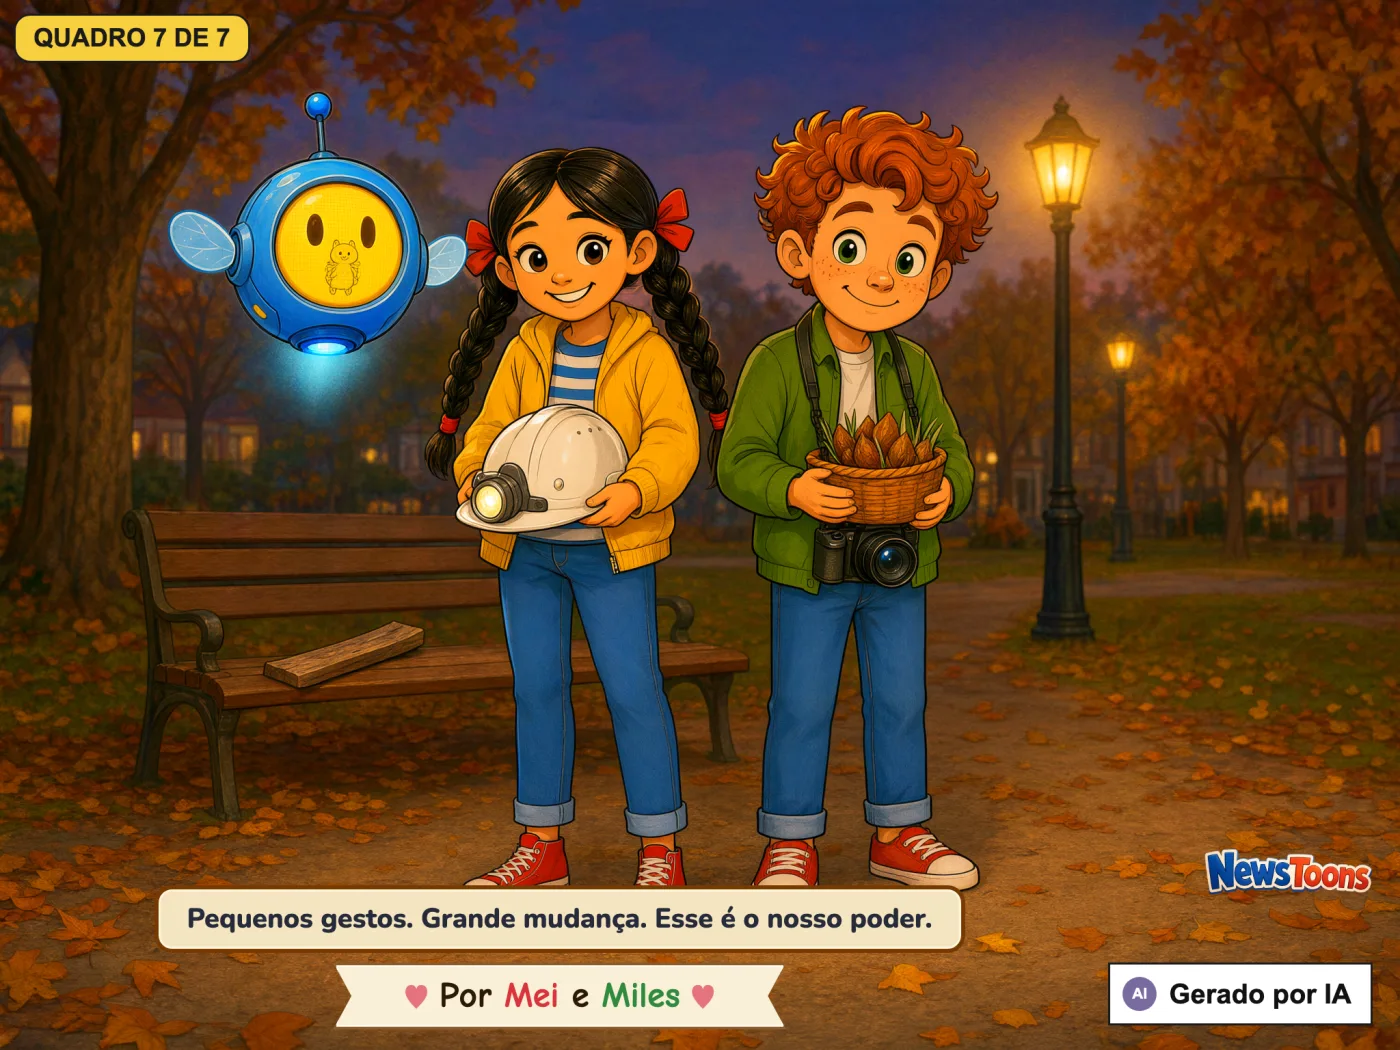 QUADRO 7 DE 7
Pequenos gestos. Grande mudança. Esse é o nosso poder.
Por Mei e Miles
NewsToons
AI Gerado por IA